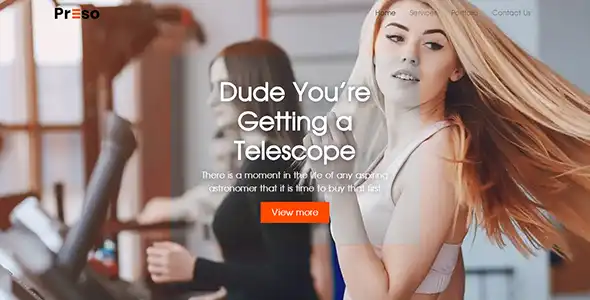 PrEso
Home Services Portfolio Contact Us
Dude You're
Getting a
Telescope
There is a moment in the life of any aspiring
astronomer that it is time to buy that first
View more